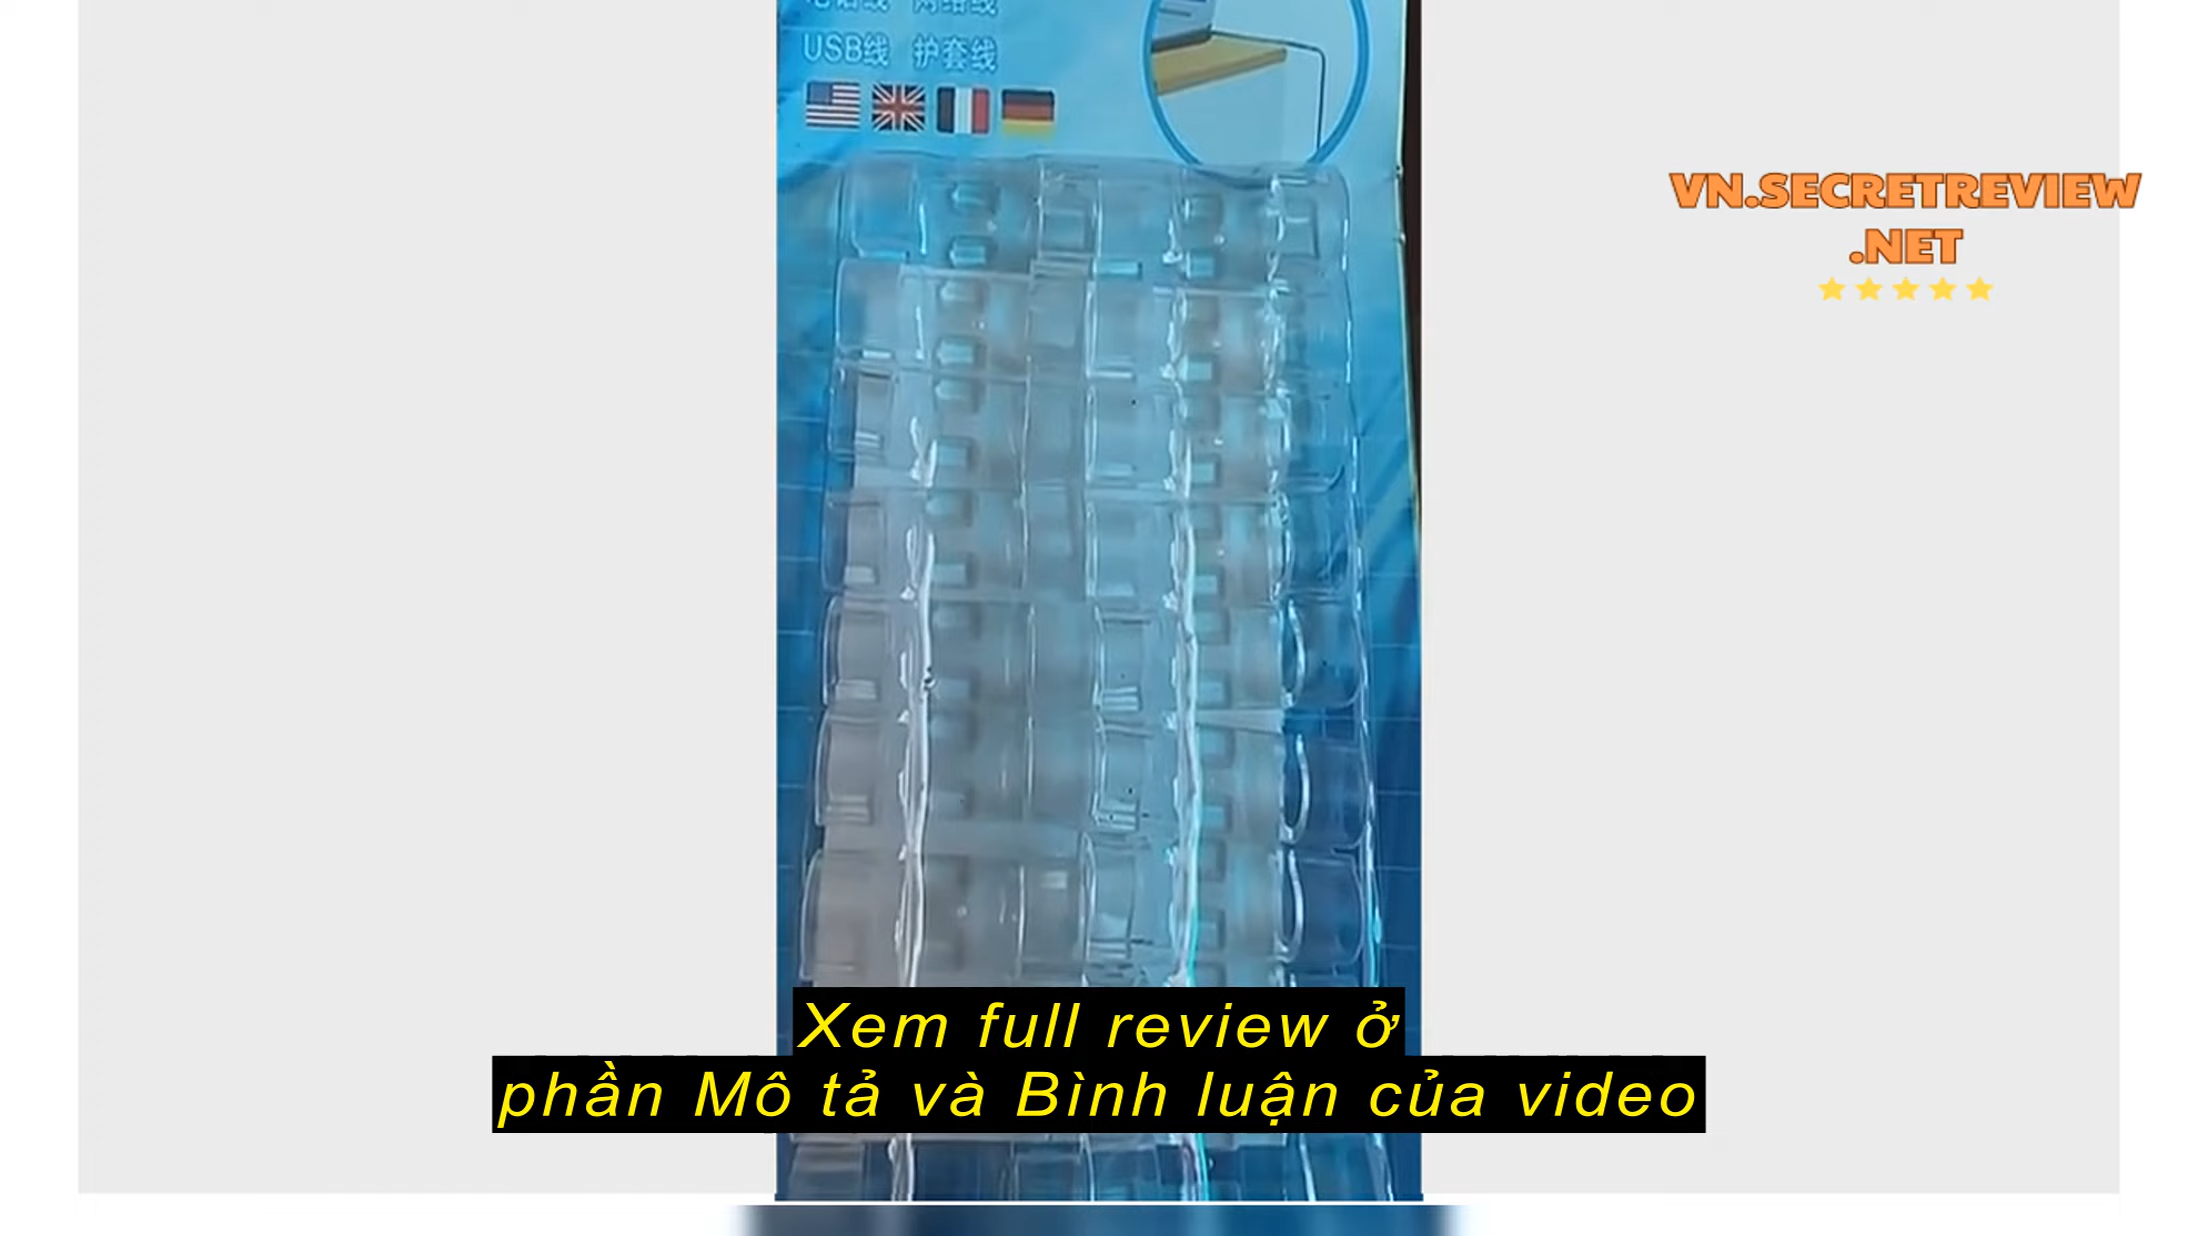 USB线 护套线
VN.SECRETREVIEW
.NET
Xem full review ở
phần Mô tả và Bình luận của video